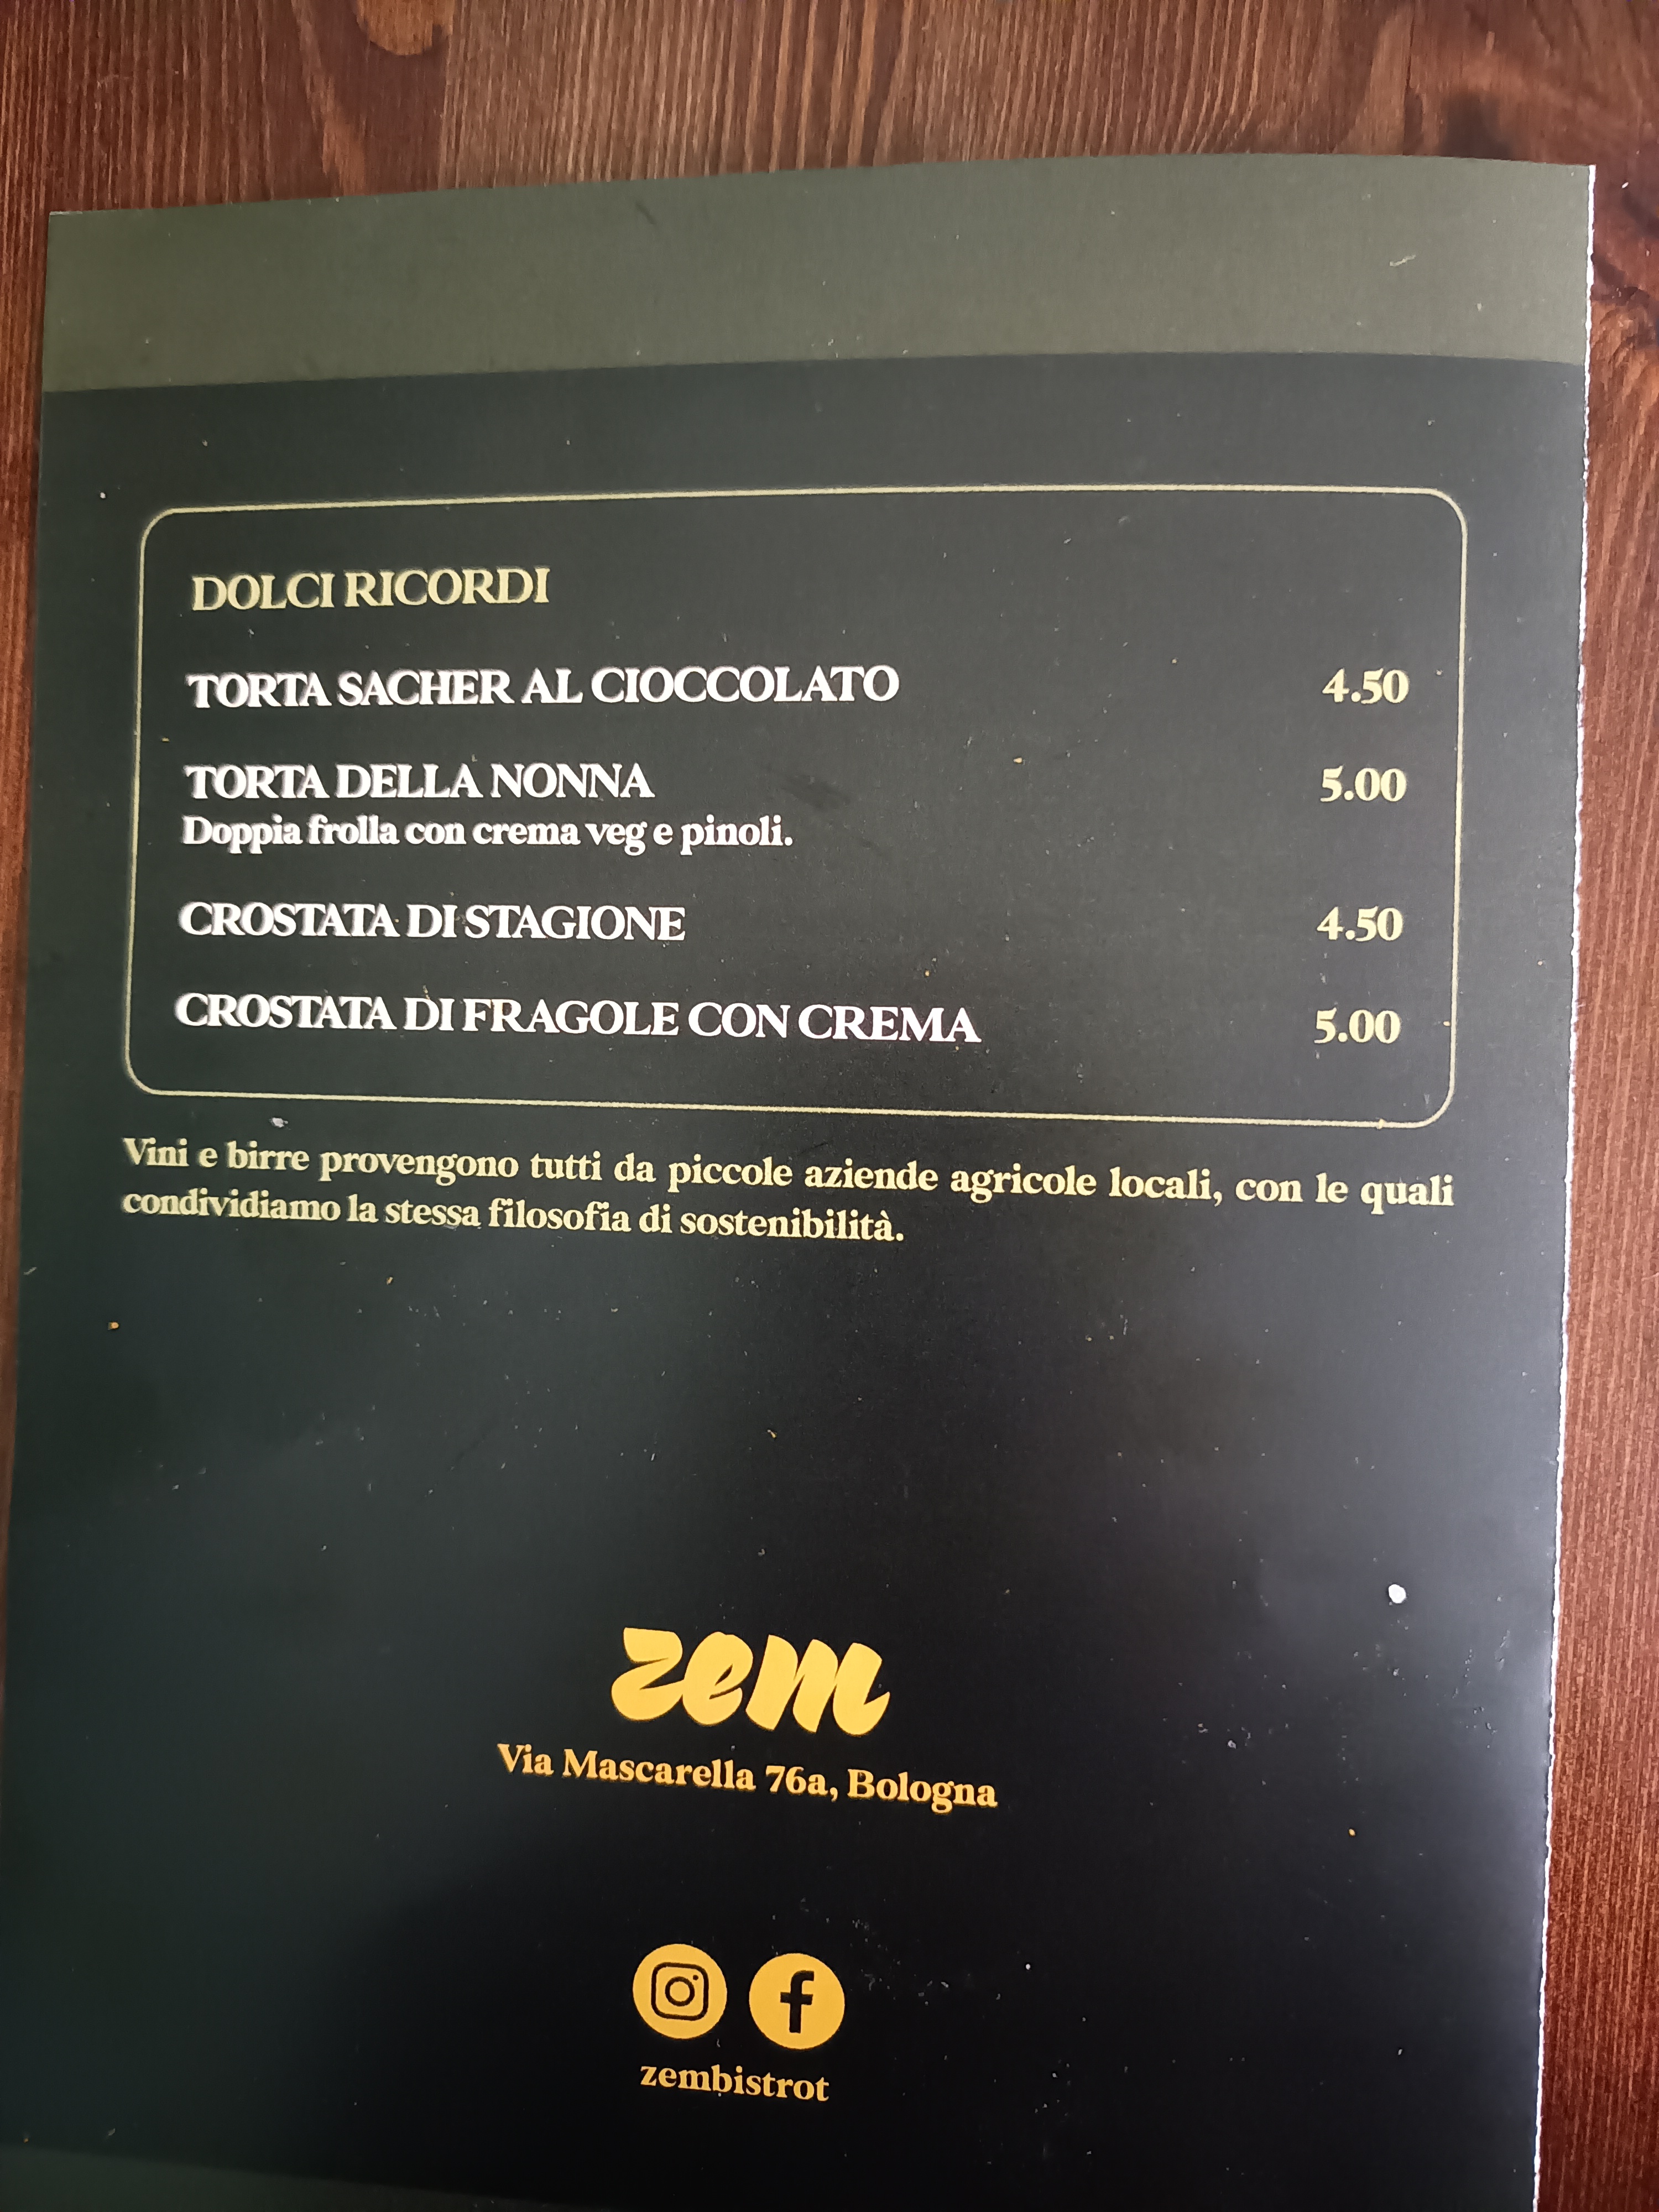 DOLCI RICORDI
TORTA SACHER AL CIOCCOLATO 4.50
TORTA DELLA NONNA 5.00
Doppia frolla con crema veg e pinoli.
CROSTATA DI STAGIONE 4.50
CROSTATA DI FRAGOLE CON CREMA 5.00
Vini e birre provengono tutti da piccole aziende agricole locali, con le quali
condividiamo la stessa filosofia di sostenibilità.
zem
Via Mascarella 76a, Bologna
zembistrot